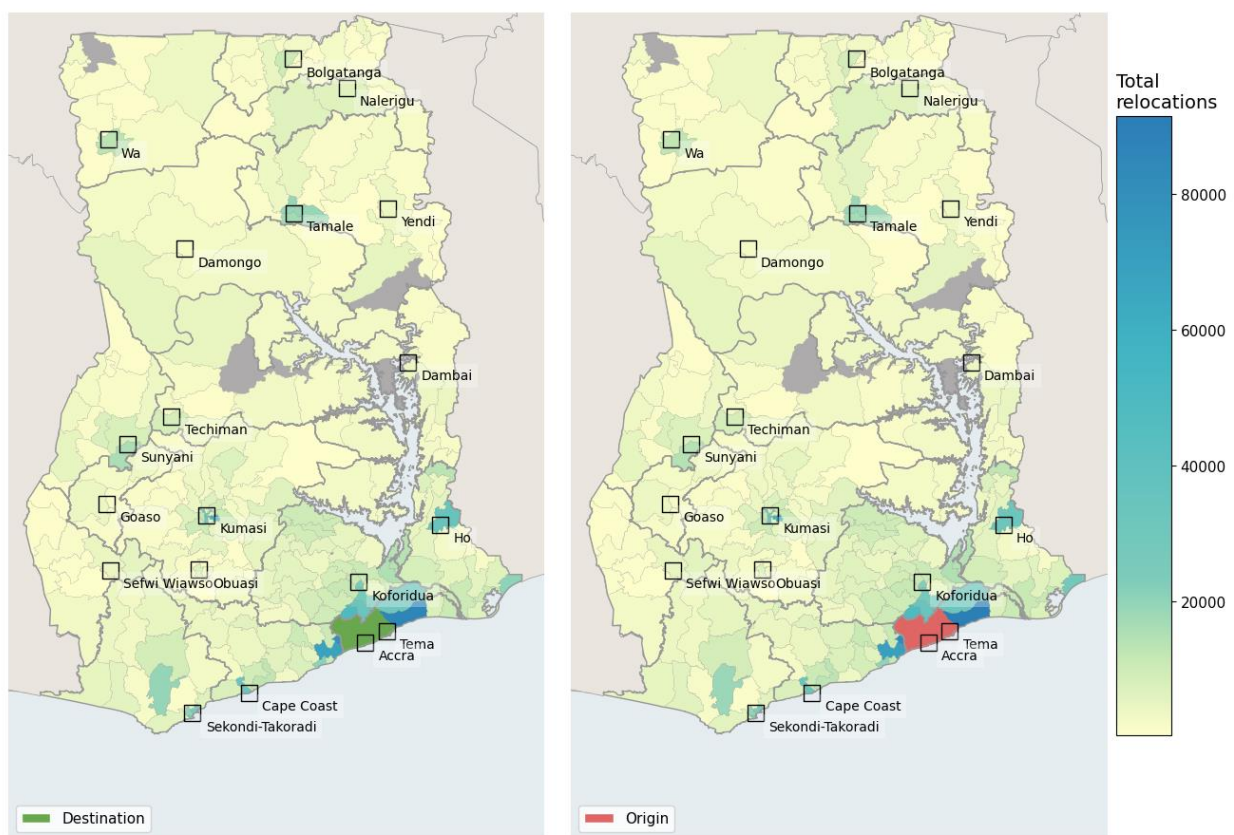 Bolgatanga
Nalerigu
Wa
Tamale
Yendi
Damongo
Dambai
Techiman
Sunyani
Goaso
Kumasi
Ho
Sefwi Wiawso
Obuasi
Koforidua
Tema
Accra
Cape Coast
Sekondi-Takoradi
Destination
Bolgatanga
Nalerigu
Wa
Tamale
Yendi
Damongo
Dambai
Techiman
Sunyani
Goaso
Kumasi
Ho
Sefwi Wiawso
Obuasi
Koforidua
Tema
Accra
Cape Coast
Sekondi-Takoradi
Origin
Total
relocations
80000
60000
40000
20000